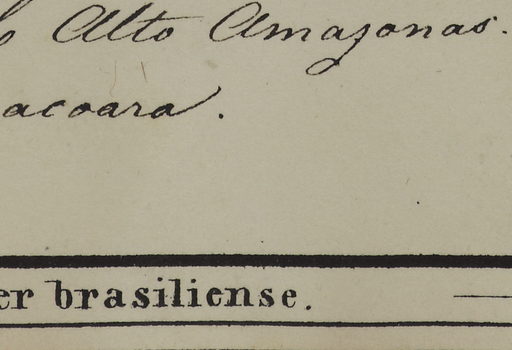 Alto Amazonas.
acoara.
er brasiliense.